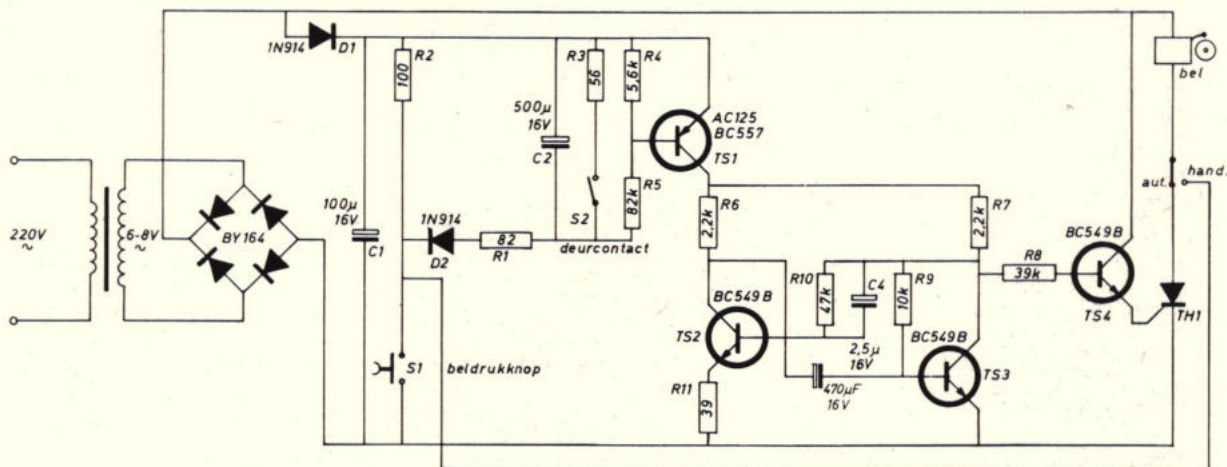 1N914
D1
R2
100
R3
56
R4
5,6k
500µ
16V
C2
AC125
BC557
TS1
bel
aut.
hand.
220V
~
6-8V
~
BY164
100µ
16V
C1
1N914
D2
82
R1
S2
deurcontact
R5
82k
R6
2,2k
R7
2,2k
R8
39k
BC549B
TS4
TH1
R10
47k
C4
2,5µ
16V
R9
10k
BC549B
TS2
BC549B
TS3
470µF
16V
R11
39
S1
beldrukknop